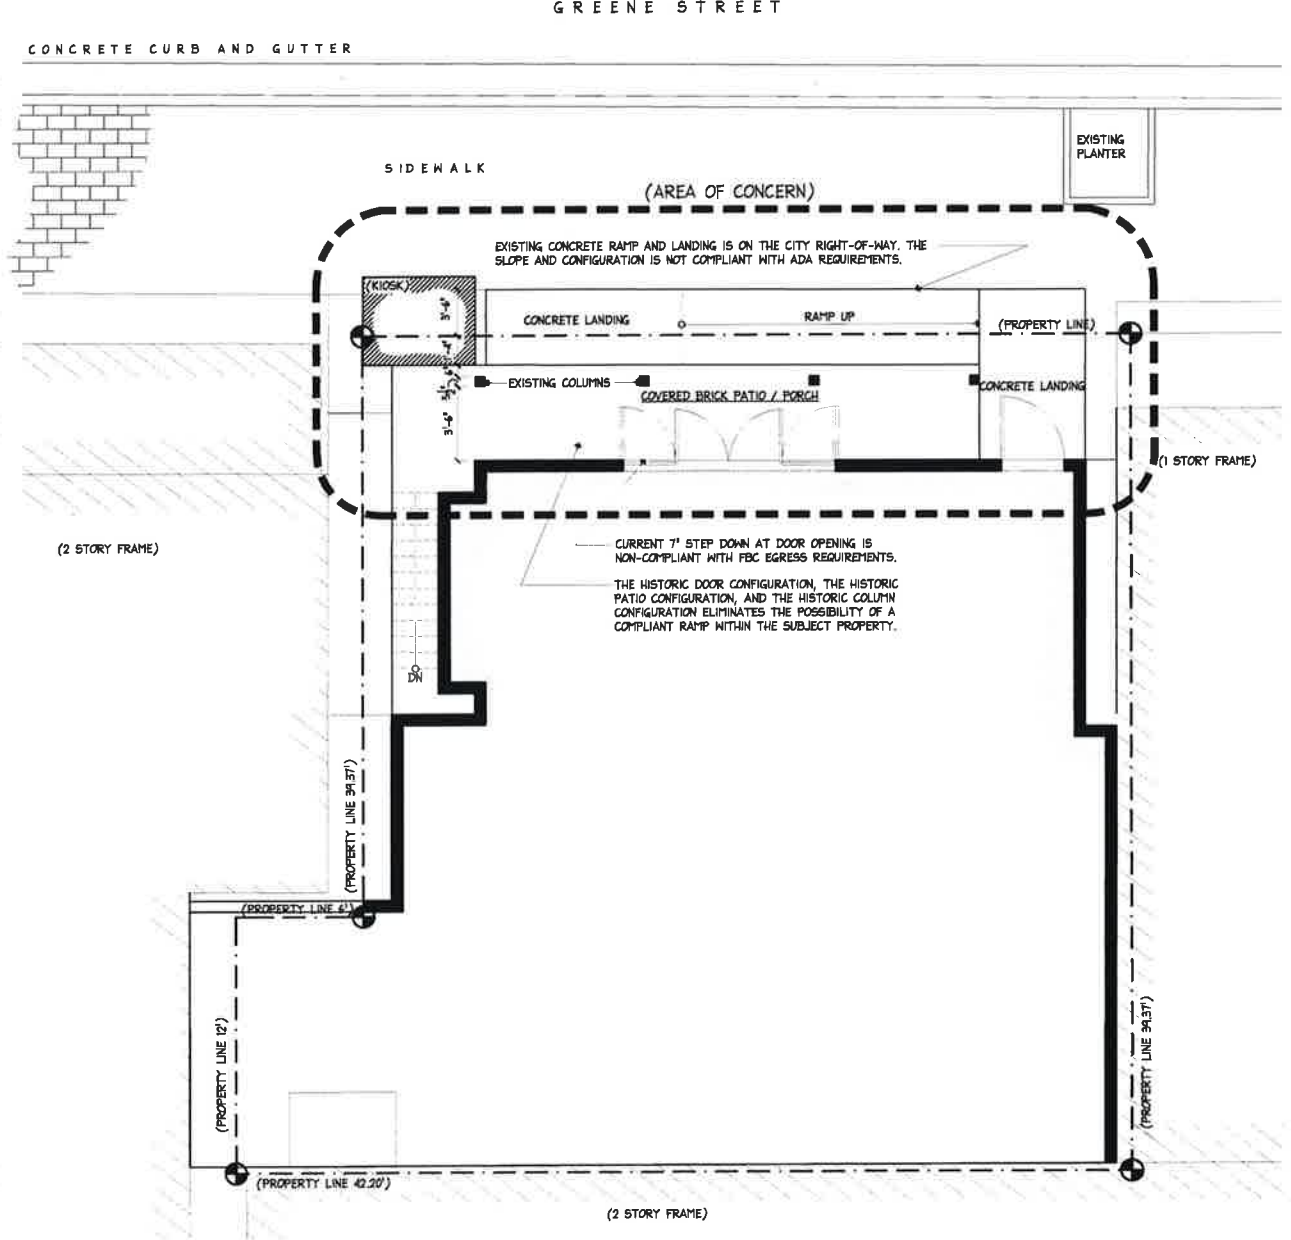 GREENE STREET
CONCRETE CURB AND GUTTER
EXISTING
PLANTER
SIDEWALK
(AREA OF CONCERN)
EXISTING CONCRETE RAMP AND LANDING IS ON THE CITY RIGHT-OF-WAY. THE
SLOPE AND CONFIGURATION IS NOT COMPLIANT WITH ADA REQUIREMENTS.
(KIOSK)
CONCRETE LANDING
RAMP UP
(PROPERTY LINE)
EXISTING COLUMNS
COVERED BRICK PATIO / PORCH
CONCRETE LANDING
3'-9"
(1 STORY FRAME)
(2 STORY FRAME)
CURRENT 7" STEP DOWN AT DOOR OPENING IS
NON-COMPLIANT WITH FBC EGRESS REQUIREMENTS.
THE HISTORIC DOOR CONFIGURATION, THE HISTORIC
PATIO CONFIGURATION, AND THE HISTORIC COLUMN
CONFIGURATION ELIMINATES THE POSSIBILITY OF A
COMPLIANT RAMP WITHIN THE SUBJECT PROPERTY.
DN
(PROPERTY LINE 39.37')
(PROPERTY LINE 6')
(PROPERTY LINE 12')
(PROPERTY LINE 39.37')
(PROPERTY LINE 42.20')
(2 STORY FRAME)